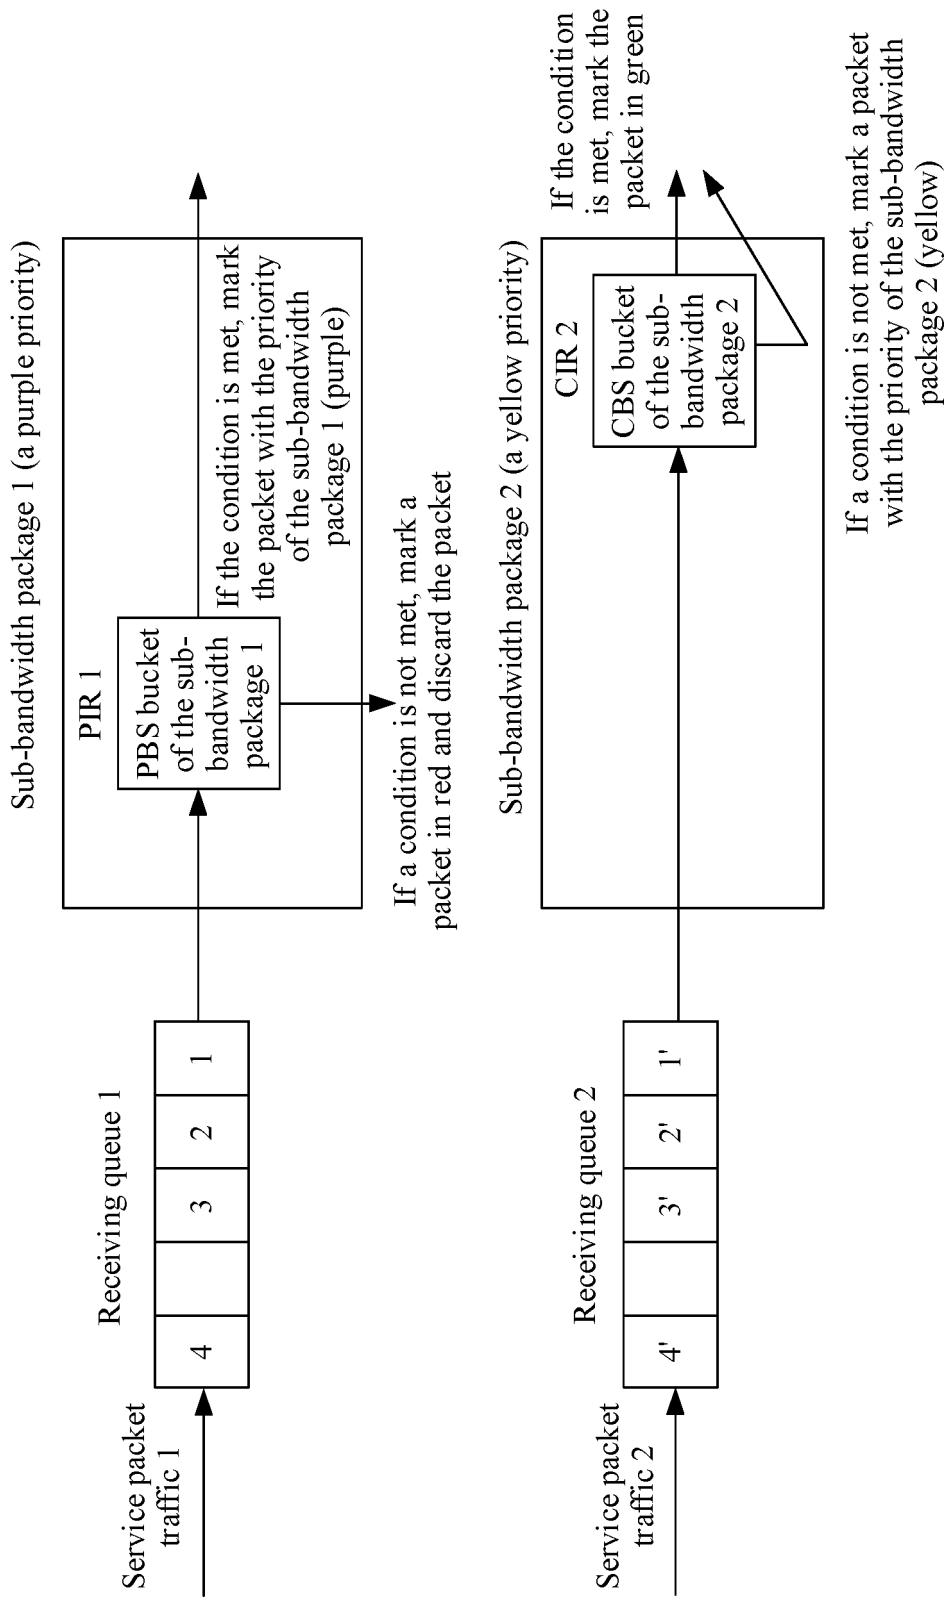 Sub-bandwidth package 1 (a purple priority)
Service packet
traffic 1
Receiving queue 1
4
3
2
1
PIR 1
PBS bucket
of the sub-
bandwidth
package 1
If the condition is met, mark
the packet with the priority
of the sub-bandwidth
package 1 (purple)
If a condition is not met, mark a
packet in red and discard the packet
Sub-bandwidth package 2 (a yellow priority)
Service packet
traffic 2
Receiving queue 2
4'
3'
2'
1'
CIR 2
CBS bucket
of the sub-
bandwidth
package 2
If the condition
is met, mark the
packet in green
If a condition is not met, mark a packet
with the priority of the sub-bandwidth
package 2 (yellow)